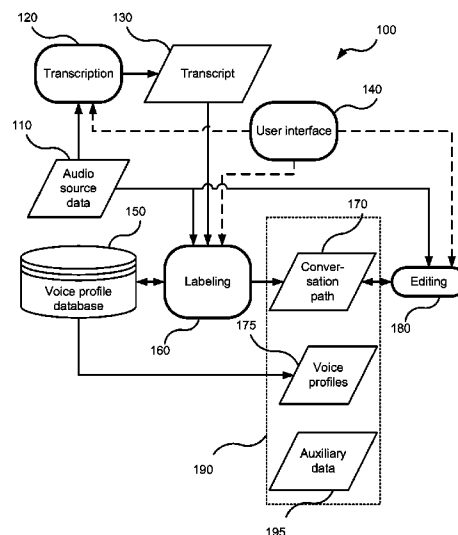 120
130
100
Transcription
Transcript
140
User interface
110
Audio
source
data
150
170
Voice profile
database
Labeling
Conver-
sation
path
Editing
160
180
175
Voice
profiles
190
Auxiliary
data
195